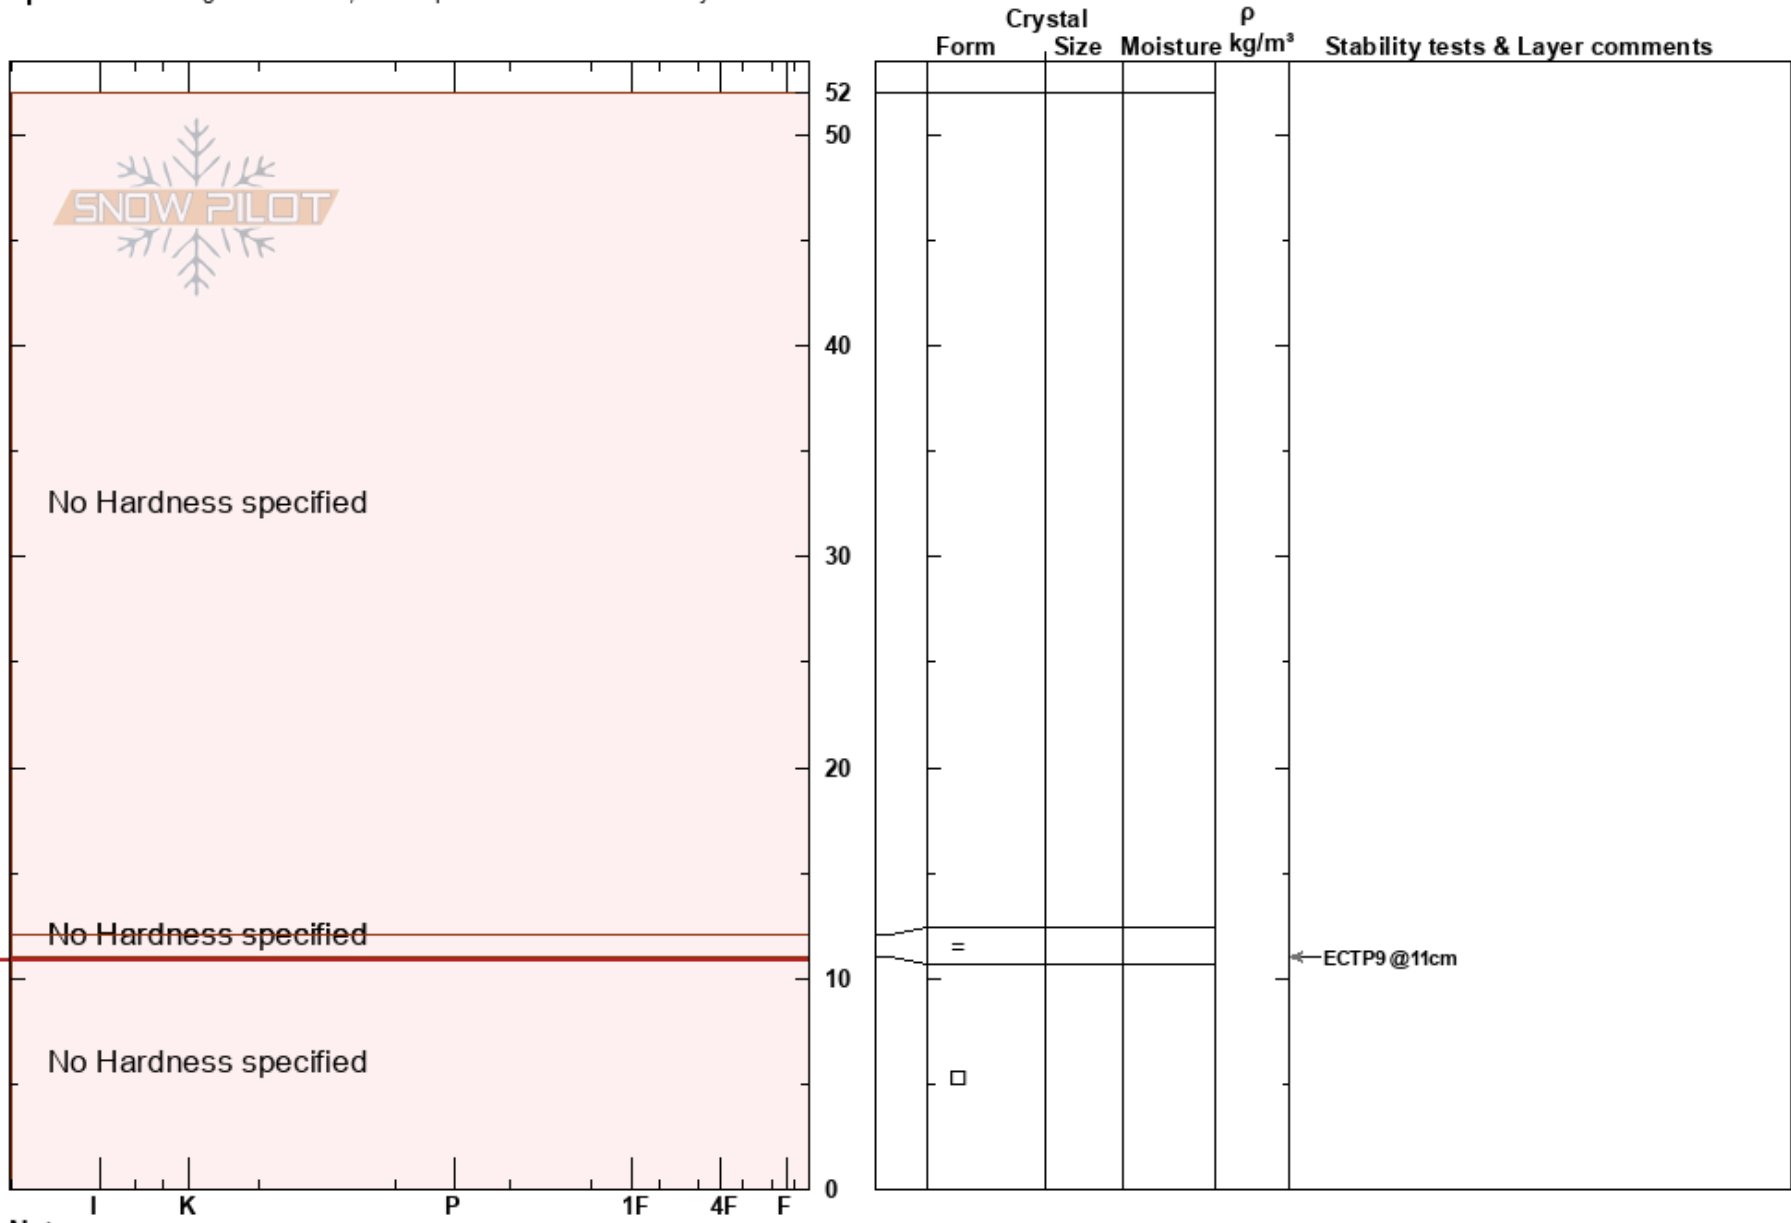 Crystal
ρ
Form
Size
Moisture
kg/m³
Stability tests & Layer comments
52
50
SNOW PILOT
40
No Hardness specified
30
20
No Hardness specified
=
ECTP9 @11cm
10
No Hardness specified
0
I
K
P
1F
4F
F